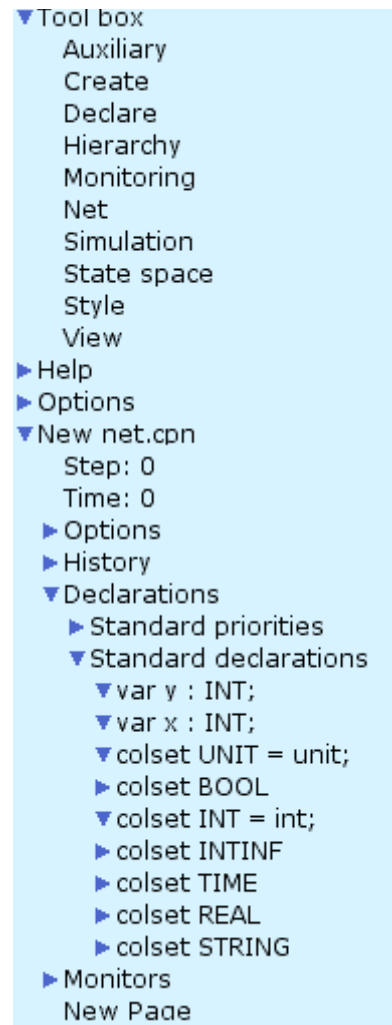 Tool box
Auxiliary
Create
Declare
Hierarchy
Monitoring
Net
Simulation
State space
Style
View
Help
Options
New net.cpn
Step: 0
Time: 0
Options
History
Declarations
Standard priorities
Standard declarations
var y : INT;
var x : INT;
colset UNIT = unit;
colset BOOL
colset INT = int;
colset INTINF
colset TIME
colset REAL
colset STRING
Monitors
New Page